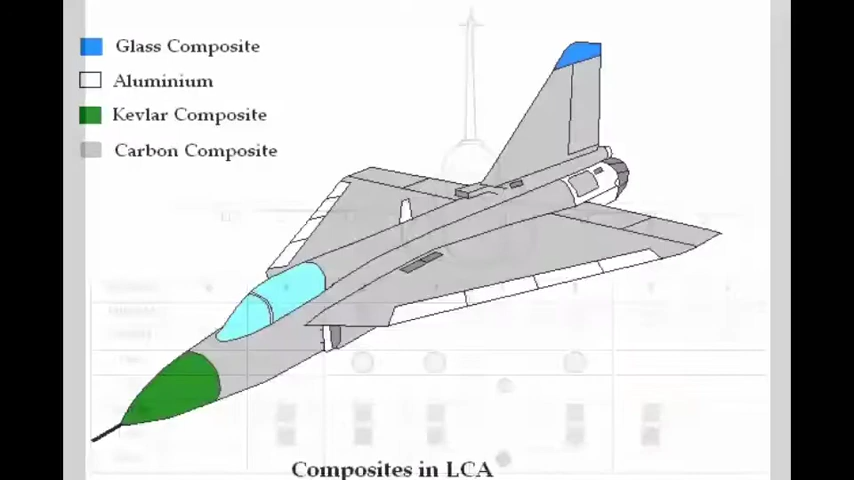 Glass Composite
Aluminium
Kevlar Composite
Carbon Composite
Composites in LCA